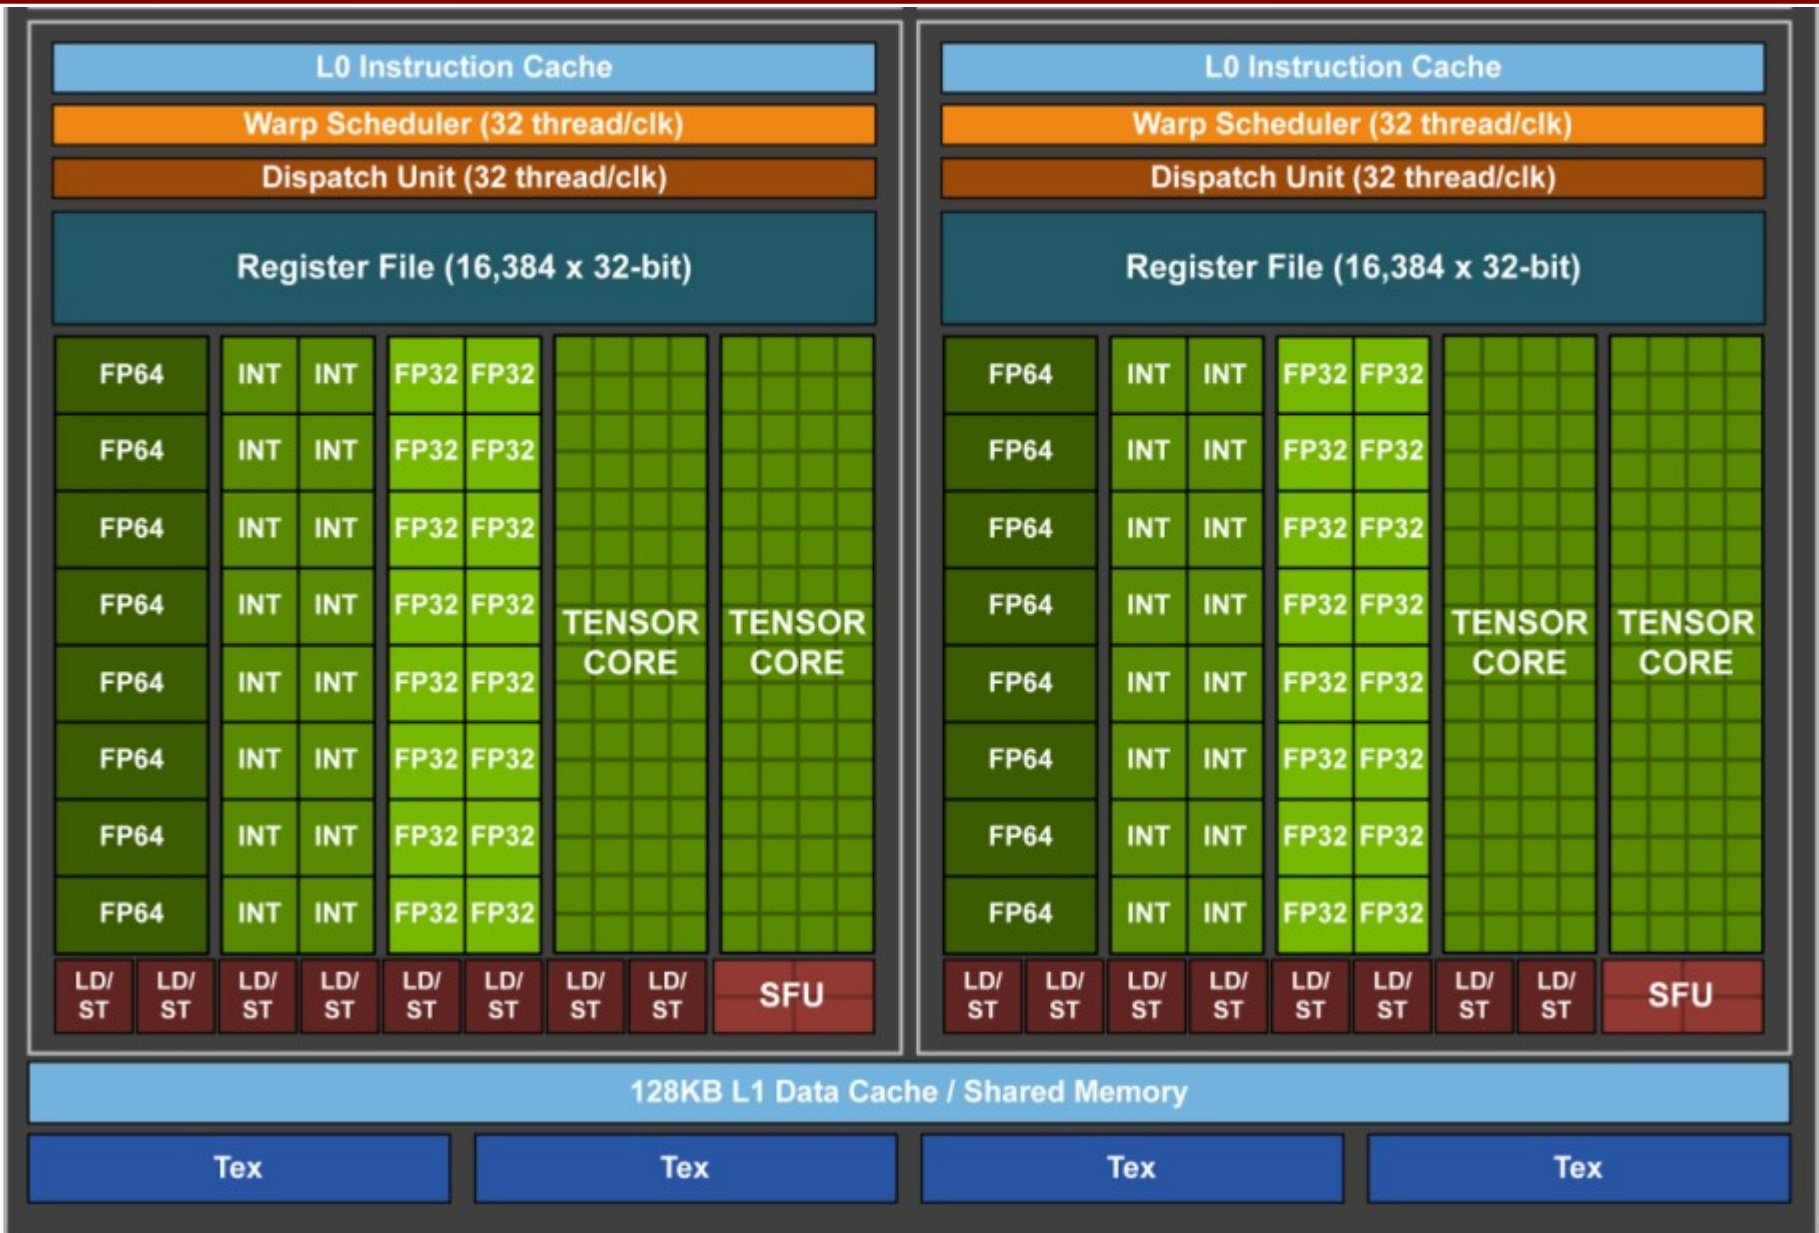 L0 Instruction Cache
Warp Scheduler (32 thread/clk)
Dispatch Unit (32 thread/clk)
Register File (16,384 x 32-bit)
FP64 INT INT FP32 FP32
FP64 INT INT FP32 FP32
FP64 INT INT FP32 FP32
FP64 INT INT FP32 FP32
FP64 INT INT FP32 FP32
FP64 INT INT FP32 FP32
FP64 INT INT FP32 FP32
FP64 INT INT FP32 FP32
TENSOR
CORE
TENSOR
CORE
LD/
ST
LD/
ST
LD/
ST
LD/
ST
LD/
ST
LD/
ST
LD/
ST
LD/
ST
SFU
L0 Instruction Cache
Warp Scheduler (32 thread/clk)
Dispatch Unit (32 thread/clk)
Register File (16,384 x 32-bit)
FP64 INT INT FP32 FP32
FP64 INT INT FP32 FP32
FP64 INT INT FP32 FP32
FP64 INT INT FP32 FP32
FP64 INT INT FP32 FP32
FP64 INT INT FP32 FP32
FP64 INT INT FP32 FP32
FP64 INT INT FP32 FP32
TENSOR
CORE
TENSOR
CORE
LD/
ST
LD/
ST
LD/
ST
LD/
ST
LD/
ST
LD/
ST
LD/
ST
LD/
ST
SFU
128KB L1 Data Cache / Shared Memory
Tex Tex Tex Tex